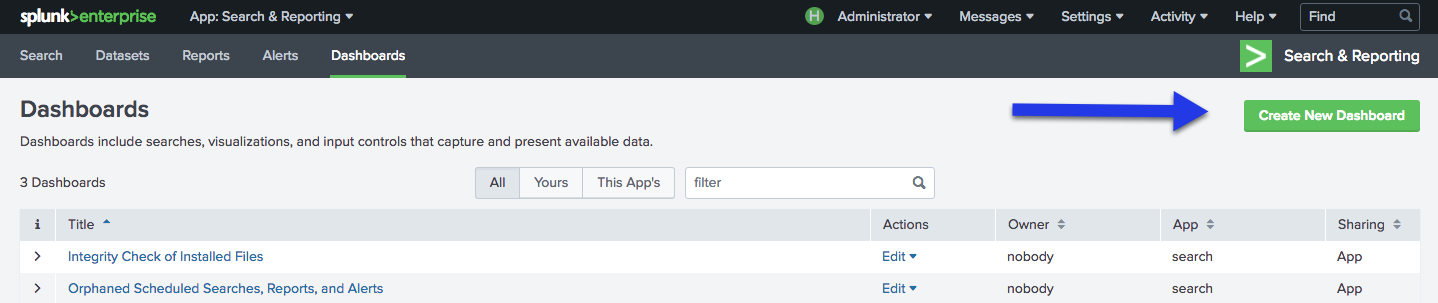 splunk>enterprise App: Search & Reporting H Administrator Messages Settings Activity Help Find
Search Datasets Reports Alerts Dashboards > Search & Reporting
Dashboards
Create New Dashboard
Dashboards include searches, visualizations, and input controls that capture and present available data.
3 Dashboards All Yours This App's filter
i Title Actions Owner App Sharing
Integrity Check of Installed Files Edit nobody search App
Orphaned Scheduled Searches, Reports, and Alerts Edit nobody search App